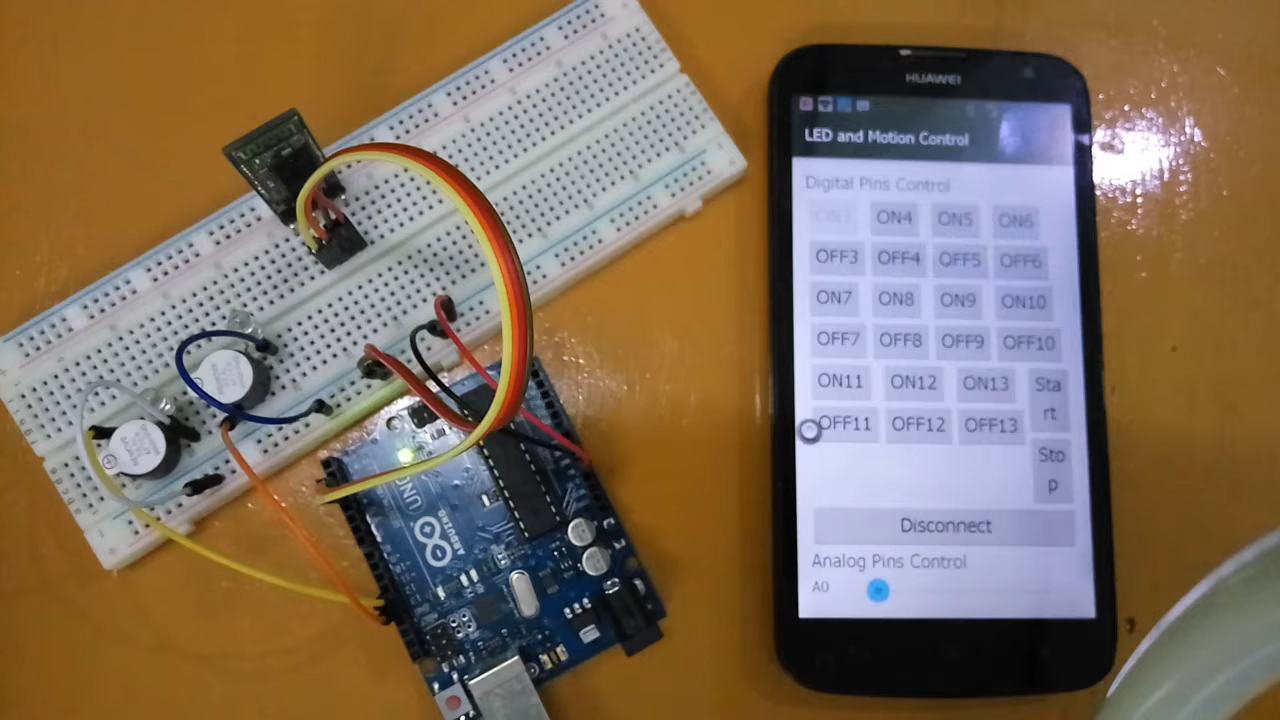 HUAWEI
LED and Motion Control
Digital Pins Control
ON3 ON4 ON5 ON6
OFF3 OFF4 OFF5 OFF6
ON7 ON8 ON9 ON10
OFF7 OFF8 OFF9 OFF10
ON11 ON12 ON13 Sta
rt
OFF11 OFF12 OFF13
Sto
p
Disconnect
Analog Pins Control
A0
UNO
ARDUINO